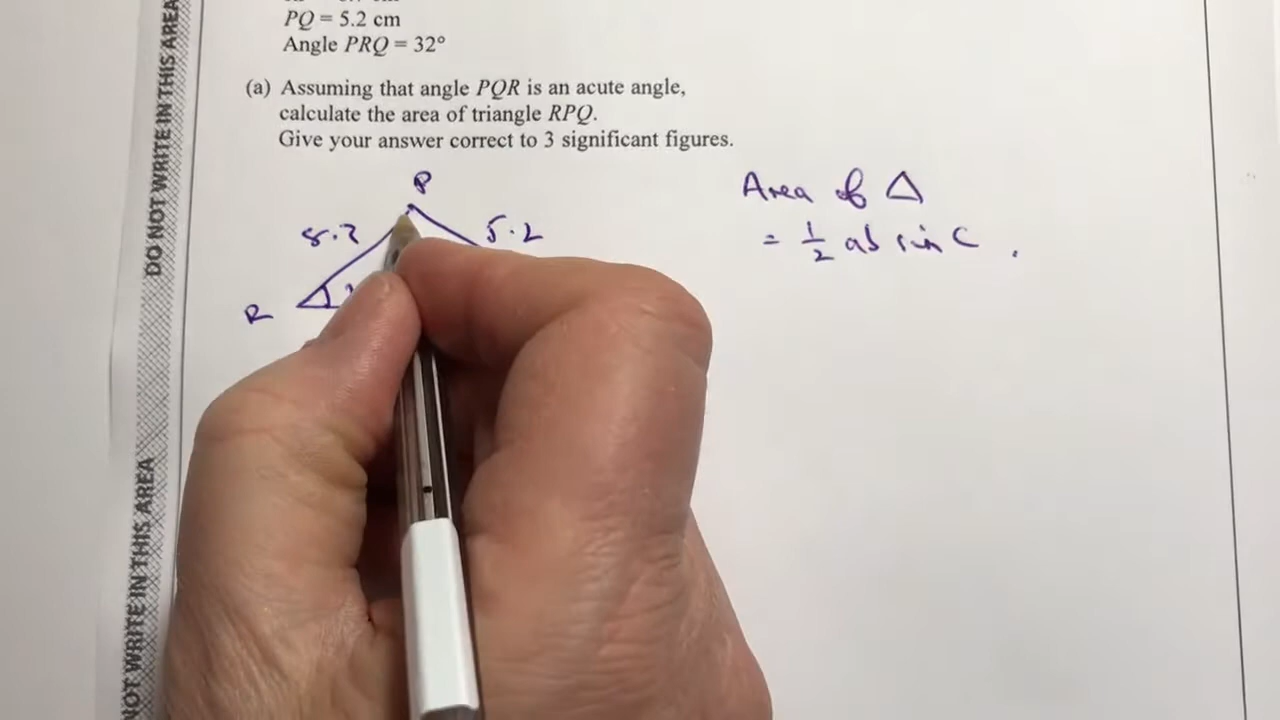 PQ = 5.2 cm
Angle PRQ = 32°
(a) Assuming that angle PQR is an acute angle,
calculate the area of triangle RPQ.
Give your answer correct to 3 significant figures.
P
8.7
5.2
R
Area of Δ
= ½ ab sin C .
DO NOT WRITE IN THIS AREA
NOT WRITE IN THIS AREA